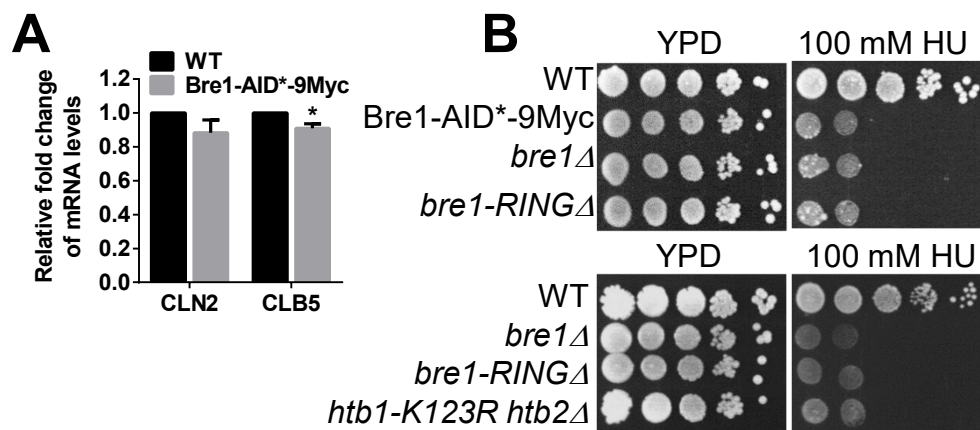 A
WT
Bre1-AID*-9Myc
Relative fold change
of mRNA levels
1.2
1.0
0.8
0.6
0.4
0.2
0.0
*
CLN2
CLB5
B
YPD
100 mM HU
WT
Bre1-AID*-9Myc
bre1Δ
bre1-RINGΔ
YPD
100 mM HU
WT
bre1Δ
bre1-RINGΔ
htb1-K123R htb2Δ